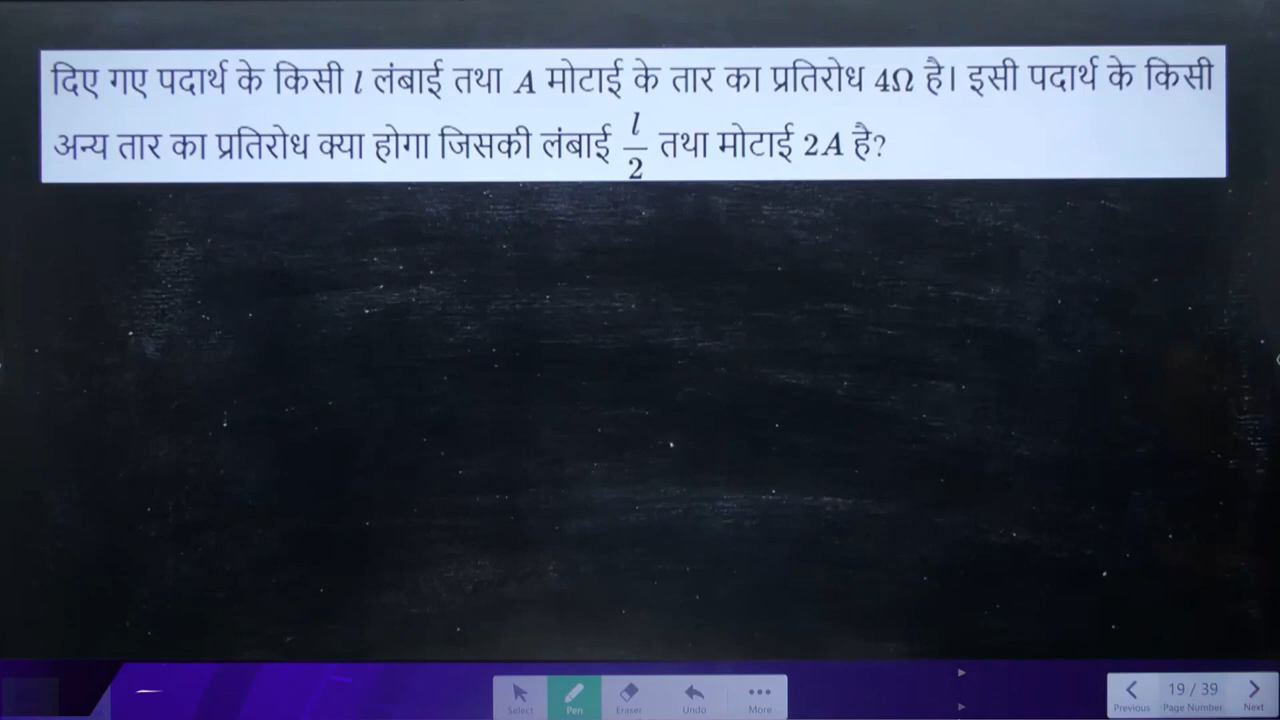 दिए गए पदार्थ के किसी l लंबाई तथा A मोटाई के तार का प्रतिरोध 4Ω है। इसी पदार्थ के किसी
अन्य तार का प्रतिरोध क्या होगा जिसकी लंबाई l/2 तथा मोटाई 2A है?
Select Pen Eraser Undo More
19 / 39
Previous Page Number Next